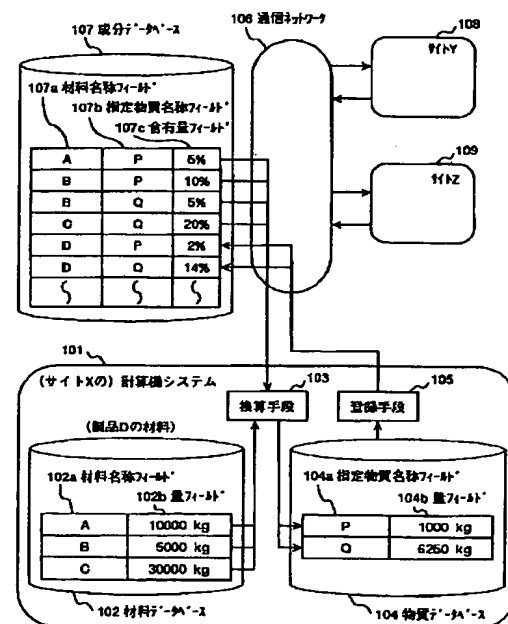 107 成分データベース
106 通信ネットワーク
108
サイトY
107a 材料名称フィールド
107b 指定物質名称フィールド
107c 含有量フィールド
109
サイトZ
A P 5%
B P 10%
B Q 5%
C Q 20%
D P 2%
D Q 14%
101
(サイトXの) 計算機システム
103
換算手段
105
登録手段
(製品Dの材料)
102a 材料名称フィールド
102b 量フィールド
104a 指定物質名称フィールド
104b 量フィールド
A 10000 kg
B 5000 kg
C 30000 kg
P 1000 kg
Q 6250 kg
102 材料データベース
104 物質データベース